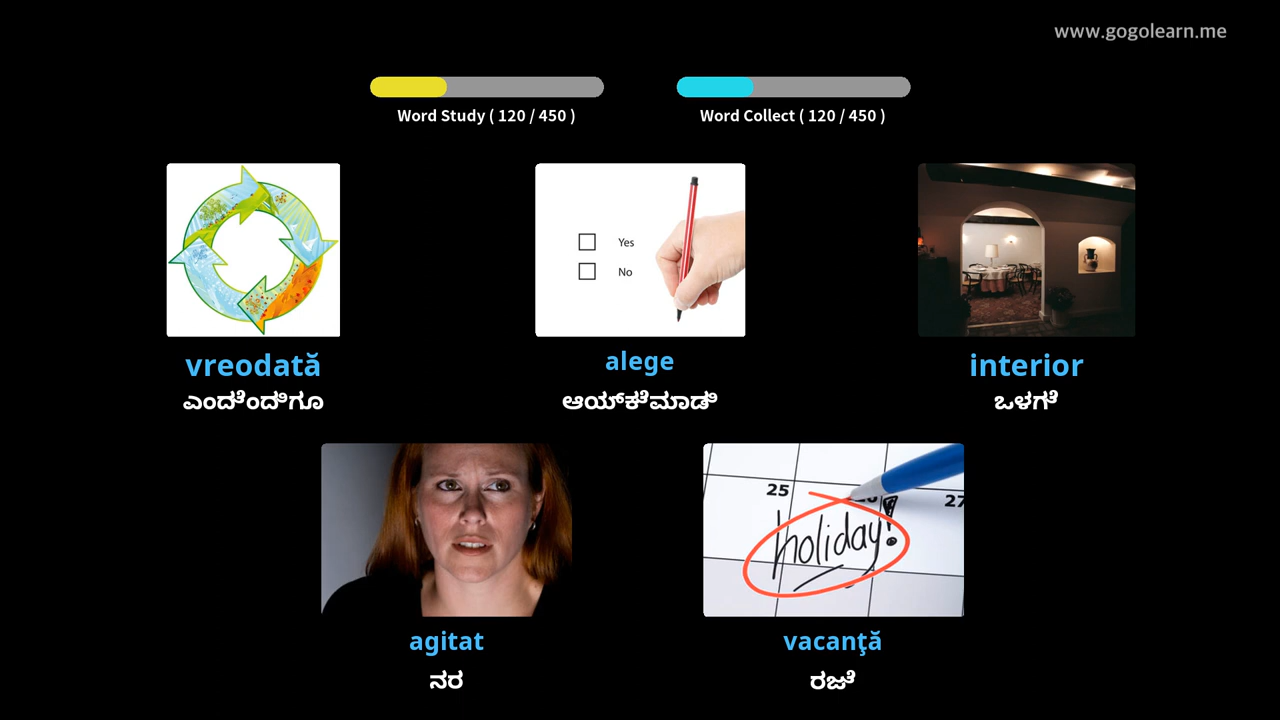 www.gogolearn.me
Word Study ( 120 / 450 )
Word Collect ( 120 / 450 )
Yes
No
vreodată
alege
interior
ಎಂದೆಂದಿಗೂ
ಆಯ್ಕೆಮಾಡಿ
ಒಳಗೆ
25
27
holiday!
agitat
vacanţă
ನರ
ರಜೆ